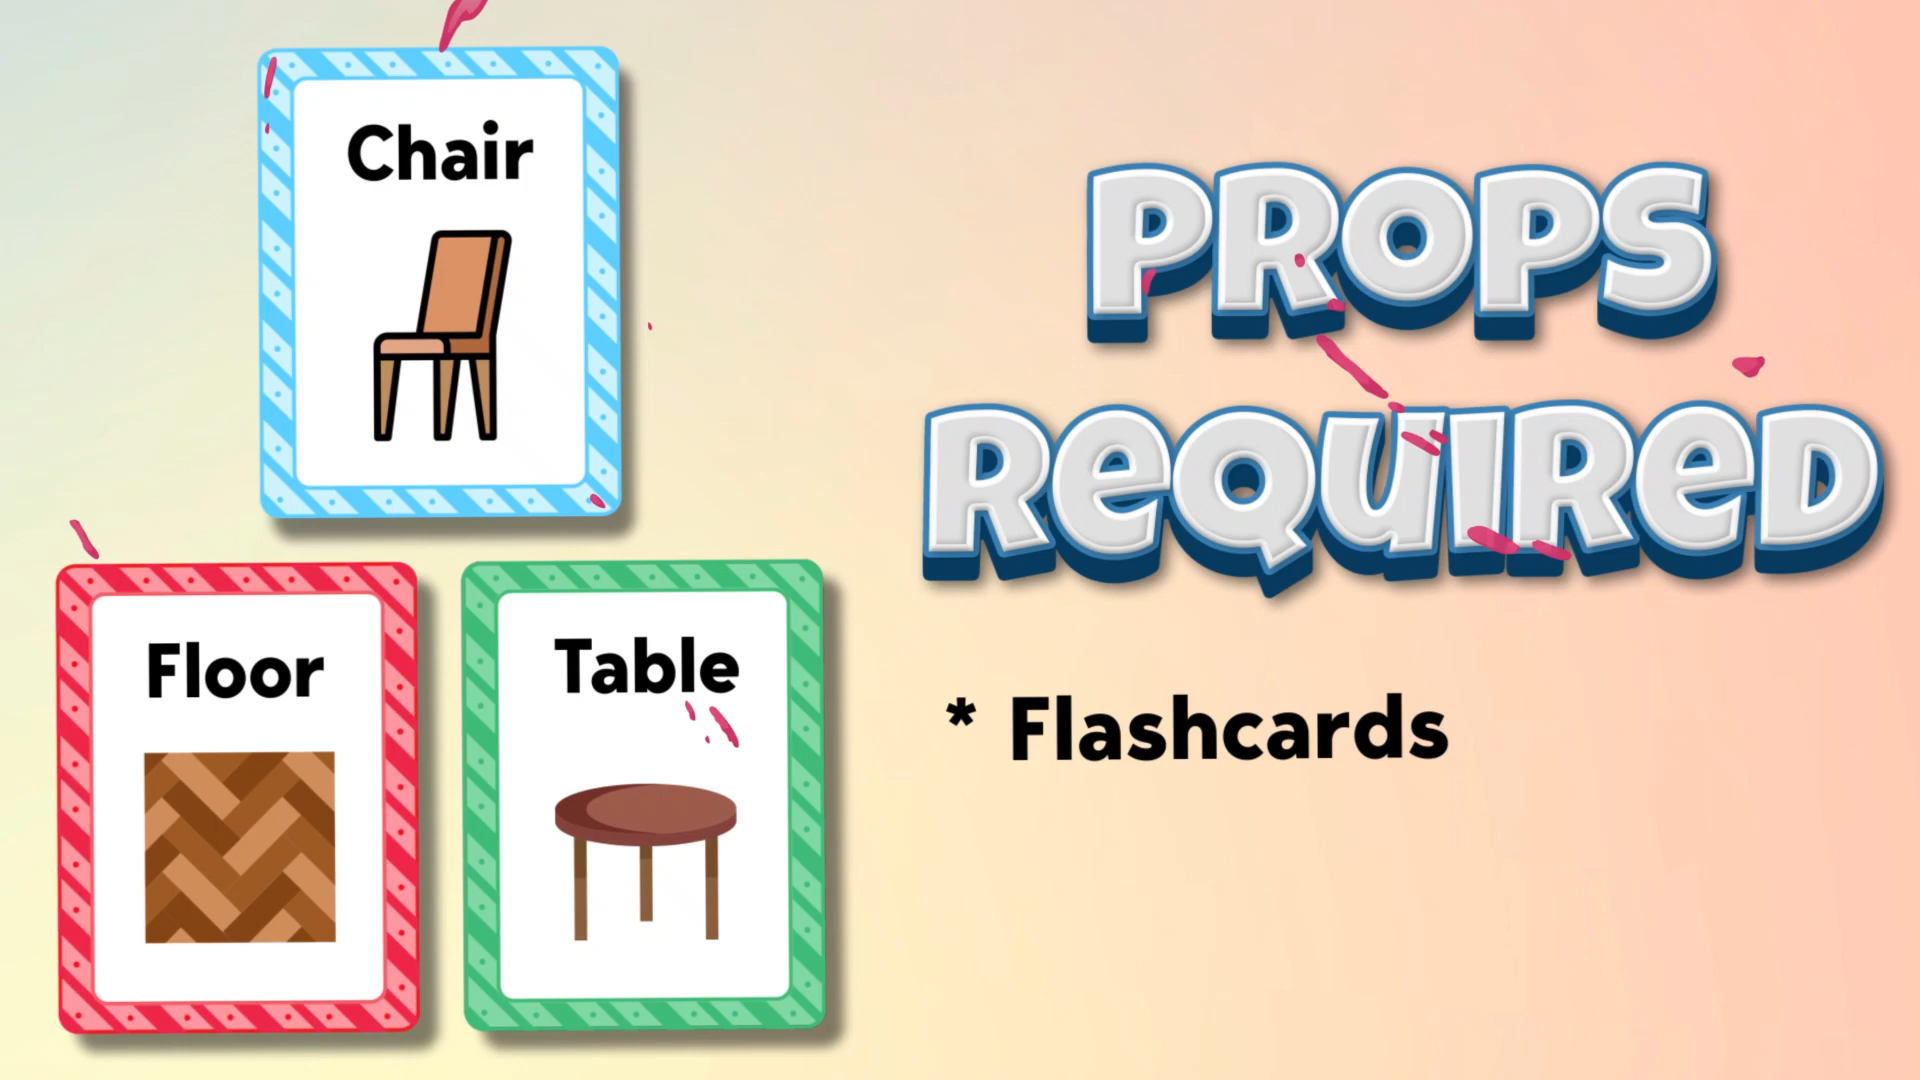 Chair
Floor
Table
PROPS
REQUIRED
* Flashcards